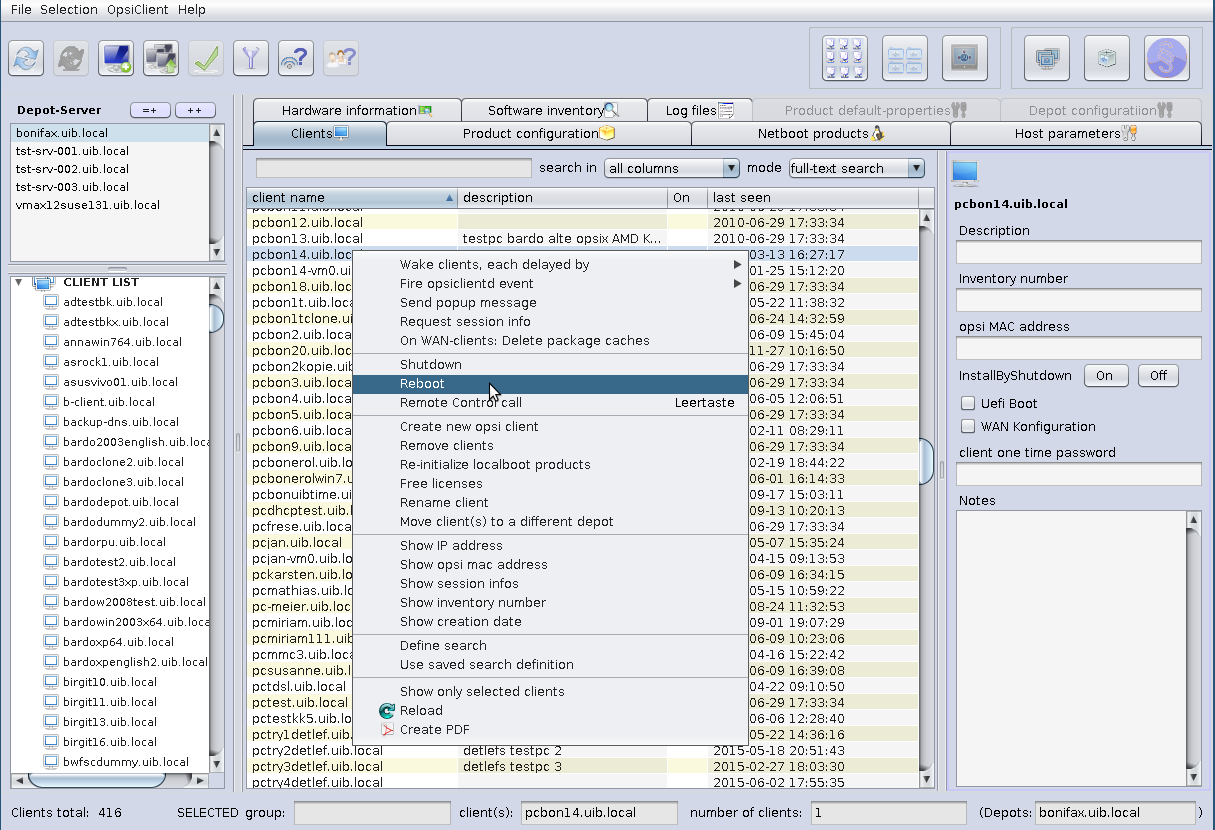 File Selection OpsiClient Help
Depot-Server =+ ++
bonifax.uib.local
tst-srv-001.uib.local
tst-srv-002.uib.local
tst-srv-003.uib.local
vmax12suse131.uib.local
CLIENT LIST
adtestbk.uib.local
adtestbkx.uib.local
annawin764.uib.local
asrock1.uib.local
asusvivo01.uib.local
b-client.uib.local
backup-dns.uib.local
bardo2003english.uib.loca
bardoclone2.uib.local
bardoclone3.uib.local
bardodepot.uib.local
bardodummy2.uib.local
bardorpu.uib.local
bardotest2.uib.local
bardotest3xp.uib.local
bardow2008test.uib.local
bardowin2003x64.uib.loca
bardoxp64.uib.local
bardoxpenglish2.uib.local
birgit10.uib.local
birgit11.uib.local
birgit13.uib.local
birgit16.uib.local
bwfscdummy.uib.local
Hardware information Software inventory Log files Product default-properties Depot configuratiion
Clients Product configuration Netboot products Host parameters
search in all columns mode full-text search
client name description On last seen
pcbon12.uib.local 2010-06-29 17:33:34
pcbon13.uib.local testpc bardo alte opsix AMD K... 2010-06-29 17:33:34
pcbon14.uib.loc 03-13 16:27:17
pcbon14-vm0.ui 01-25 15:12:20
pcbon18.uib.loc 06-29 17:33:34
pcbon1t.uib.loca 05-22 11:38:32
pcbon1tclone.ui 06-24 14:32:59
pcbon2.uib.loca 06-09 15:45:04
pcbon20.uib.loc 11-27 10:16:50
pcbon2kopie.uib 06-29 17:33:34
pcbon3.uib.loca 06-29 17:33:34
pcbon4.uib.loca 06-05 12:06:51
pcbon5.uib.loca 06-29 17:33:34
pcbon6.uib.loca 02-11 08:29:11
pcbon9.uib.loca 06-29 17:33:34
pcbonerol.uib.lo 02-19 18:44:22
pcbonerolwin7.u 06-01 16:14:33
pcbonuibtime.ui 09-17 15:03:11
pcdhcptest.uib.l 09-13 10:20:13
pcfrese.uib.loca 06-29 17:33:34
pcjan.uib.local 05-07 15:35:24
pcjan-vm0.uib.lo 04-15 09:13:53
pckarsten.uib.lo 06-09 16:34:15
pcmathias.uib.lo 05-15 10:59:22
pc-meier.uib.loc 08-24 11:32:53
pcmiriam.uib.loc 09-01 19:07:29
pcmiriam111.uib 06-09 10:23:06
pcmmc3.uib.loca 04-16 15:22:42
pcsusanne.uib.l 06-09 16:39:08
pctdsl.uib.local 04-22 09:10:50
pctest.uib.local 06-29 17:33:34
pctestkk5.uib.lo 06-06 12:28:40
pctry1detlef.uib 05-22 14:36:16
pctry2detlef.uib.local detlefs testpc 2 2015-05-18 20:51:43
pctry3detlef.uib.local detlefs testpc 3 2015-02-27 18:03:30
pctry4detlef.uib.local 2015-06-02 17:55:35
Wake clients, each delayed by
Fire opsiclientd event
Send popup message
Request session info
On WAN-clients: Delete package caches
Shutdown
Reboot
Remote Control call Leertaste
Create new opsi client
Remove clients
Re-initialize localboot products
Free licenses
Rename client
Move client(s) to a different depot
Show IP address
Show opsi mac address
Show session infos
Show inventory number
Show creation date
Define search
Use saved search definition
Show only selected clients
Reload
Create PDF
pcbon14.uib.local
Description
Inventory number
opsi MAC address
InstallByShutdown On Off
Uefi Boot
WAN Konfiguration
client one time password
Notes
Clients total: 416 SELECTED group: client(s): pcbon14.uib.local number of clients: 1 (Depots: bonifax.uib.local )